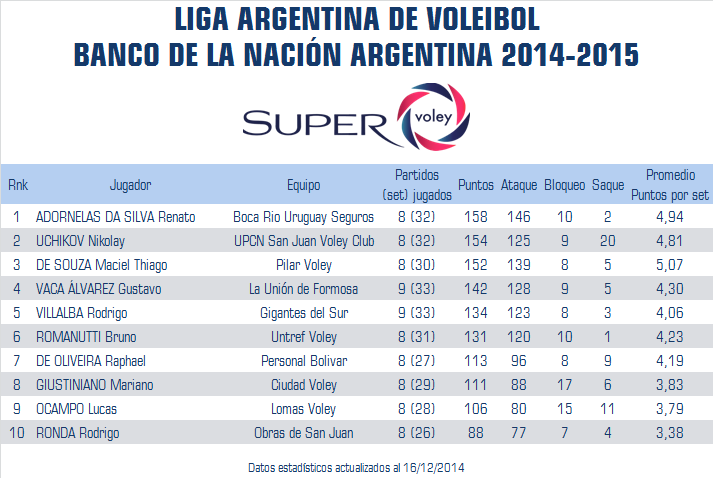 LIGA ARGENTINA DE VOLEIBOL
BANCO DE LA NACIÓN ARGENTINA 2014-2015
SUPER voley
Rnk Jugador Equipo Partidos (set) jugados Puntos Ataque Bloqueo Saque Promedio Puntos por set
1 ADORNELAS DA SILVA Renato Boca Rio Uruguay Seguros 8 (32) 158 146 10 2 4,94
2 UCHIKOV Nikolay UPCN San Juan Voley Club 8 (32) 154 125 9 20 4,81
3 DE SOUZA Maciel Thiago Pilar Voley 8 (30) 152 139 8 5 5,07
4 VACA ÁLVAREZ Gustavo La Unión de Formosa 9 (33) 142 128 9 5 4,30
5 VILLALBA Rodrigo Gigantes del Sur 9 (33) 134 123 8 3 4,06
6 ROMANUTTI Bruno Untref Voley 8 (31) 131 120 10 1 4,23
7 DE OLIVEIRA Raphael Personal Bolivar 8 (27) 113 96 8 9 4,19
8 GIUSTINIANO Mariano Ciudad Voley 8 (29) 111 88 17 6 3,83
9 OCAMPO Lucas Lomas Voley 8 (28) 106 80 15 11 3,79
10 RONDA Rodrigo Obras de San Juan 8 (26) 88 77 7 4 3,38
Datos estadísticos actualizados al 16/12/2014